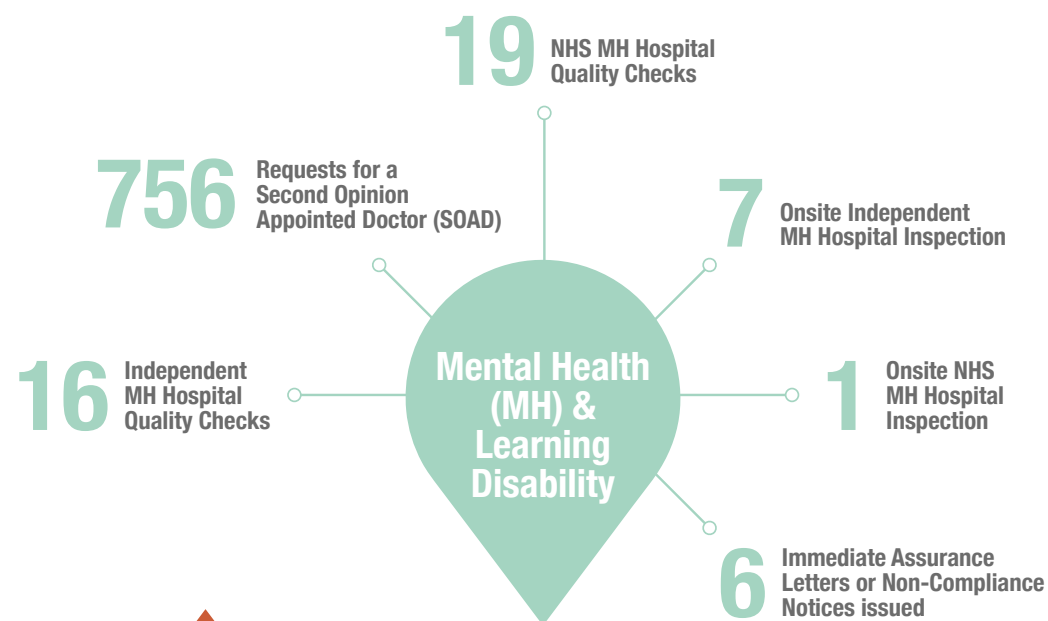 19
NHS MH Hospital
Quality Checks
756
Requests for a
Second Opinion
Appointed Doctor (SOAD)
7
Onsite Independent
MH Hospital Inspection
16
Independent
MH Hospital
Quality Checks
Mental Health
(MH) &
Learning
Disability
1
Onsite NHS
MH Hospital
Inspection
6
Immediate Assurance
Letters or Non-Compliance
Notices issued